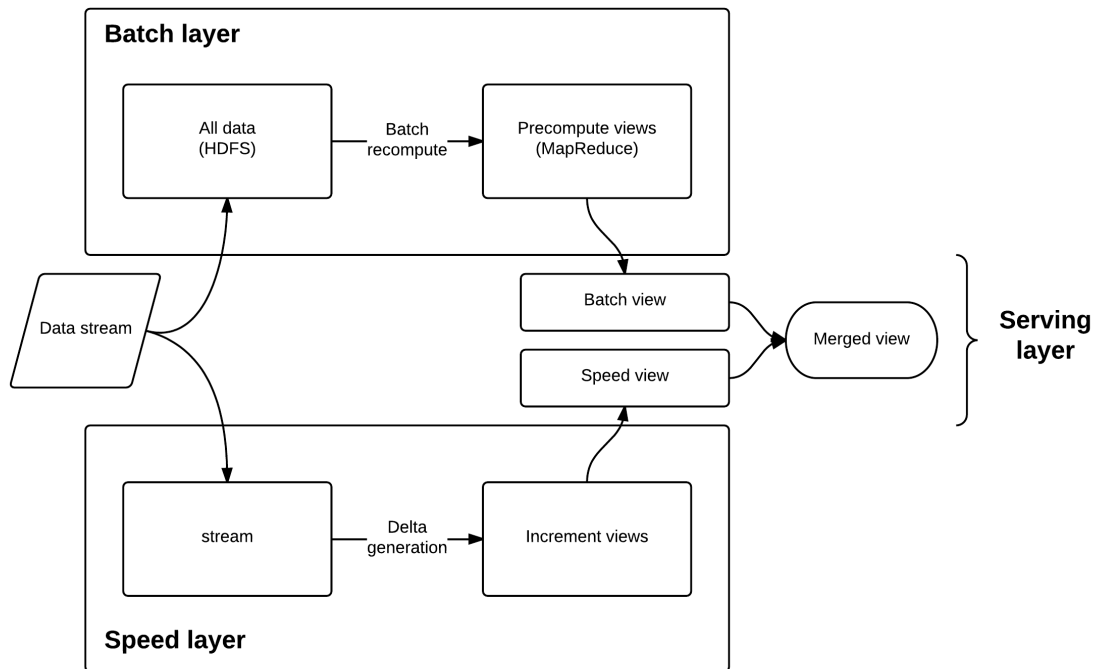 Batch layer
All data
(HDFS)
Batch
recompute
Precompute views
(MapReduce)
Data stream
Batch view
Speed view
Merged view
Serving
layer
stream
Delta
generation
Increment views
Speed layer